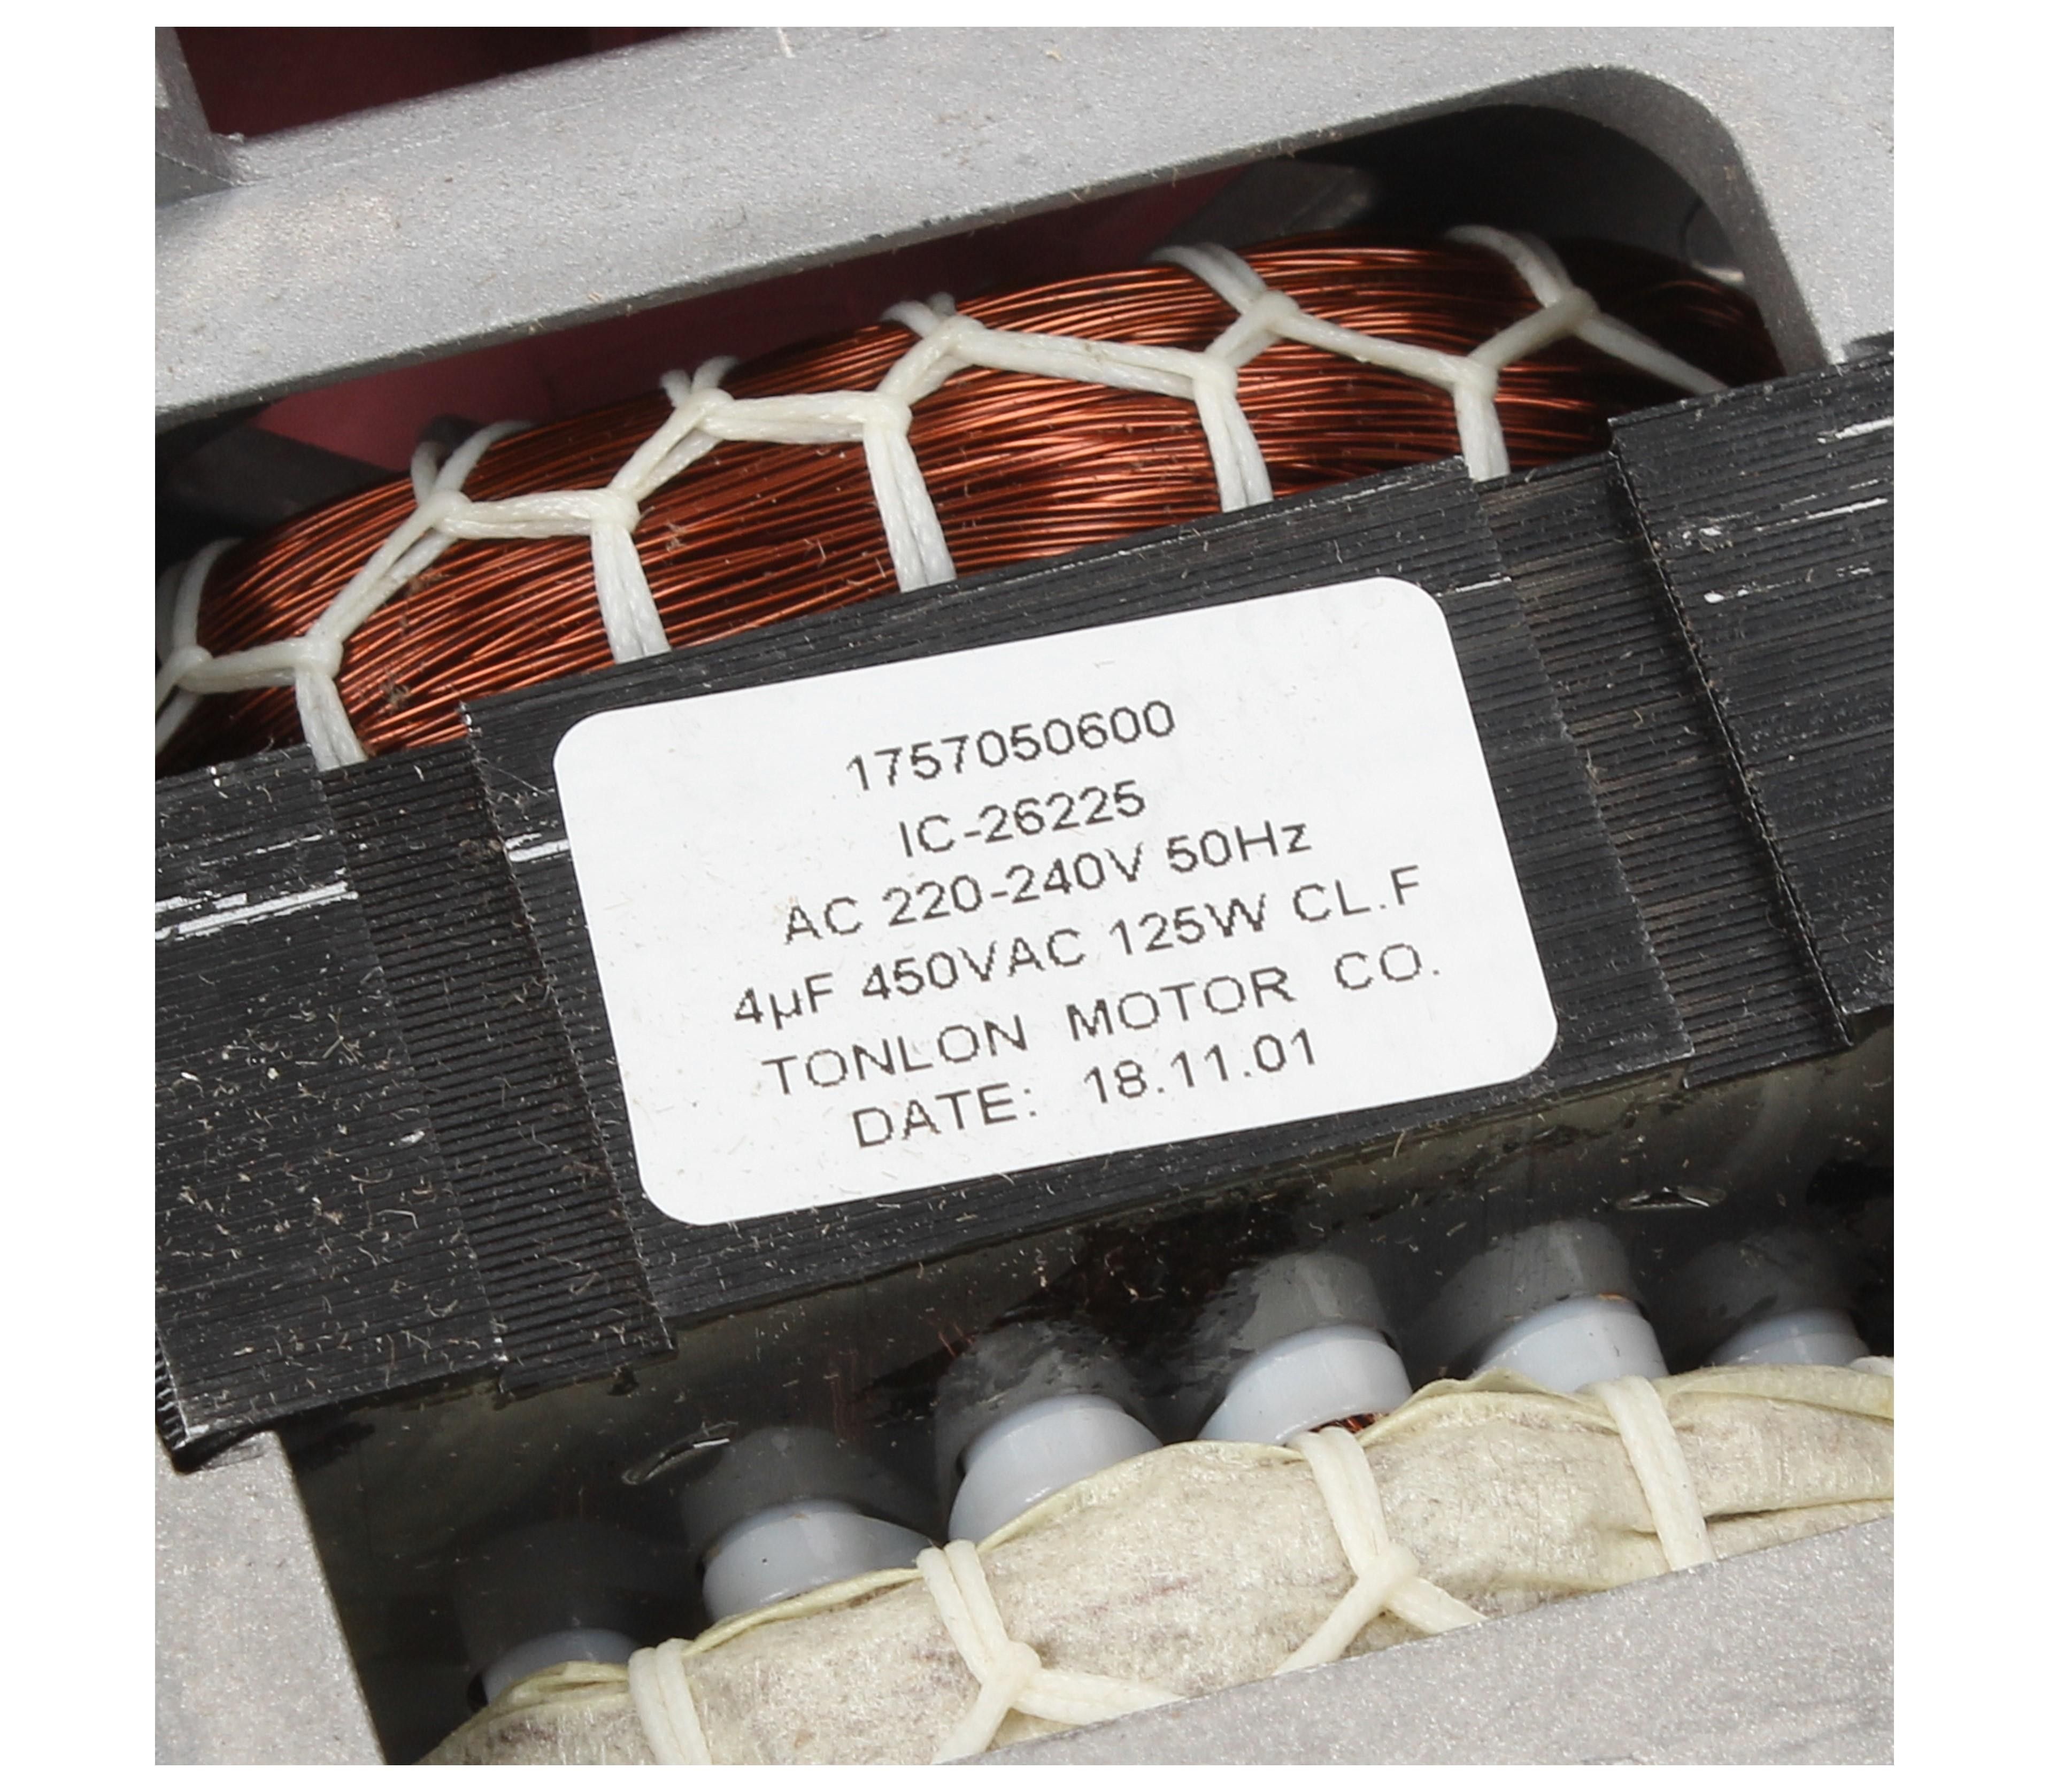 1757050600
IC-26225
AC 220-240V 50Hz
4µF 450VAC 125W CL.F
TONLON MOTOR CO.
DATE: 18.11.01